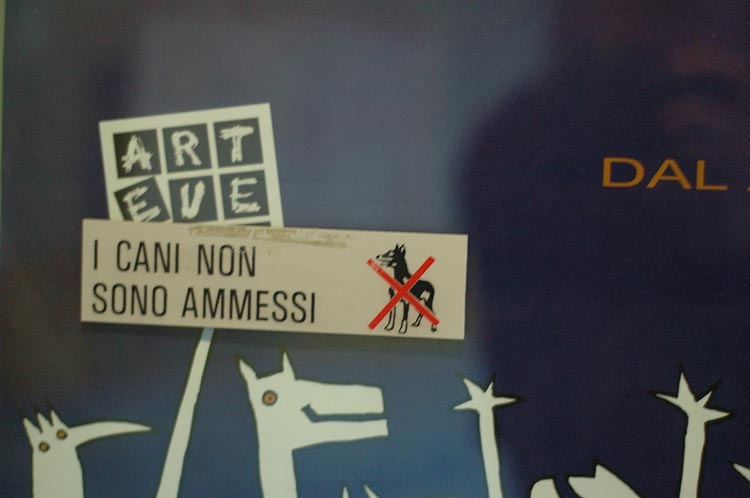 ART
EVE
I CANI NON
SONO AMMESSI
DAL